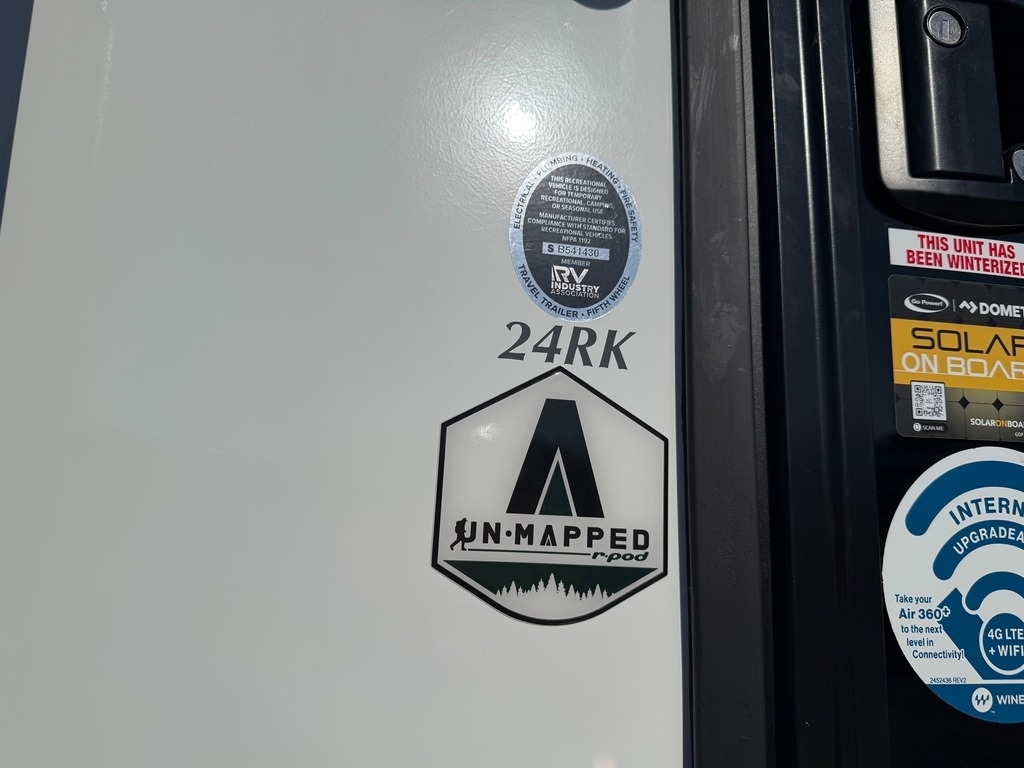 ELECTRICAL · PLUMBING · HEATING · FIRE SAFETY
THIS RECREATIONAL
VEHICLE IS DESIGNED
FOR TEMPORARY
RECREATIONAL, CAMPING,
OR SEASONAL USE
MANUFACTURER CERTIFIES
COMPLIANCE WITH STANDARD FOR
RECREATIONAL VEHICLES
NFPA 1192
S B541430
MEMBER
RV
INDUSTRY
ASSOCIATION
TRAVEL TRAILER · FIFTH WHEEL
24RK
UN·MAPPED
r·pod
THIS UNIT HAS
BEEN WINTERIZED
Go Power! DOMET
SOLAR
ON BOAR
SCAN ME
SOLARONBOA
INTERN
UPGRADEA
Take your
Air 360+
to the next
level in
Connectivity!
4G LTE
+ WIFI
2452436 REV2
WINE